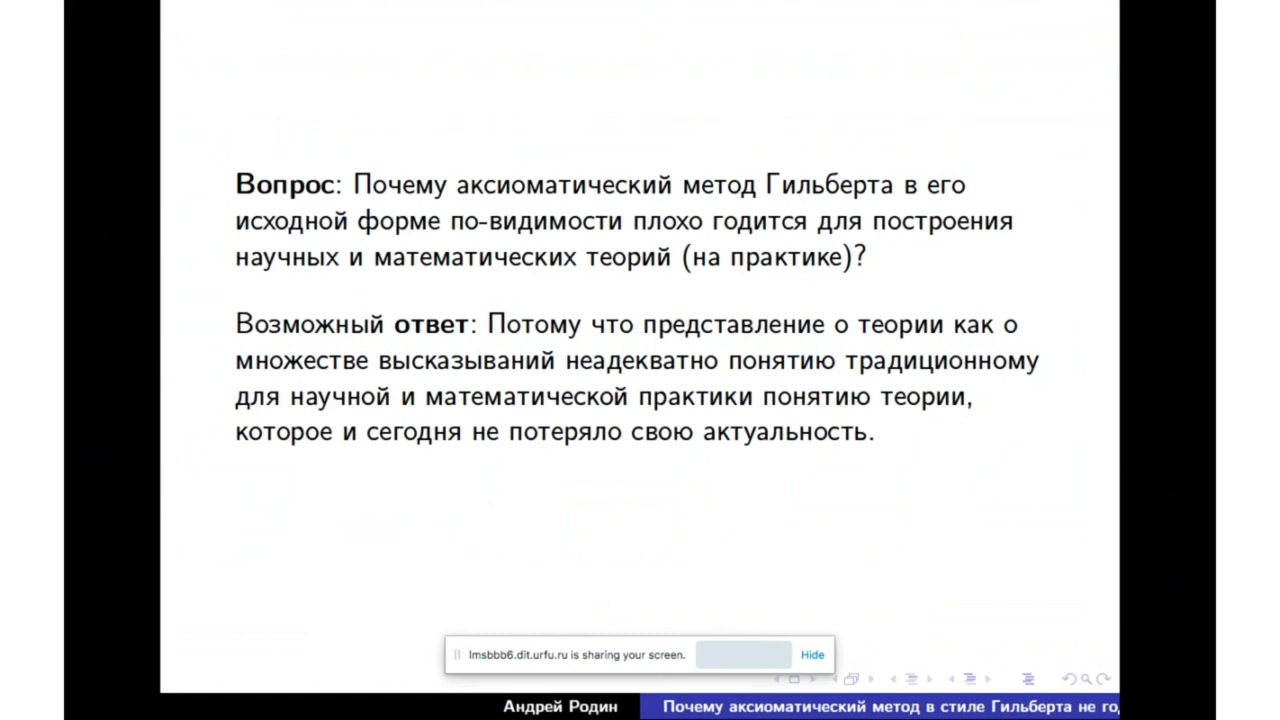 Вопрос: Почему аксиоматический метод Гильберта в его
исходной форме по-видимости плохо годится для построения
научных и математических теорий (на практике)?
Возможный ответ: Потому что представление о теории как о
множестве высказываний неадекватно понятию традиционному
для научной и математической практики понятию теории,
которое и сегодня не потеряло свою актуальность.
lmsbbb6.dit.urfu.ru is sharing your screen. Hide
Андрей Родин Почему аксиоматический метод в стиле Гильберта не го